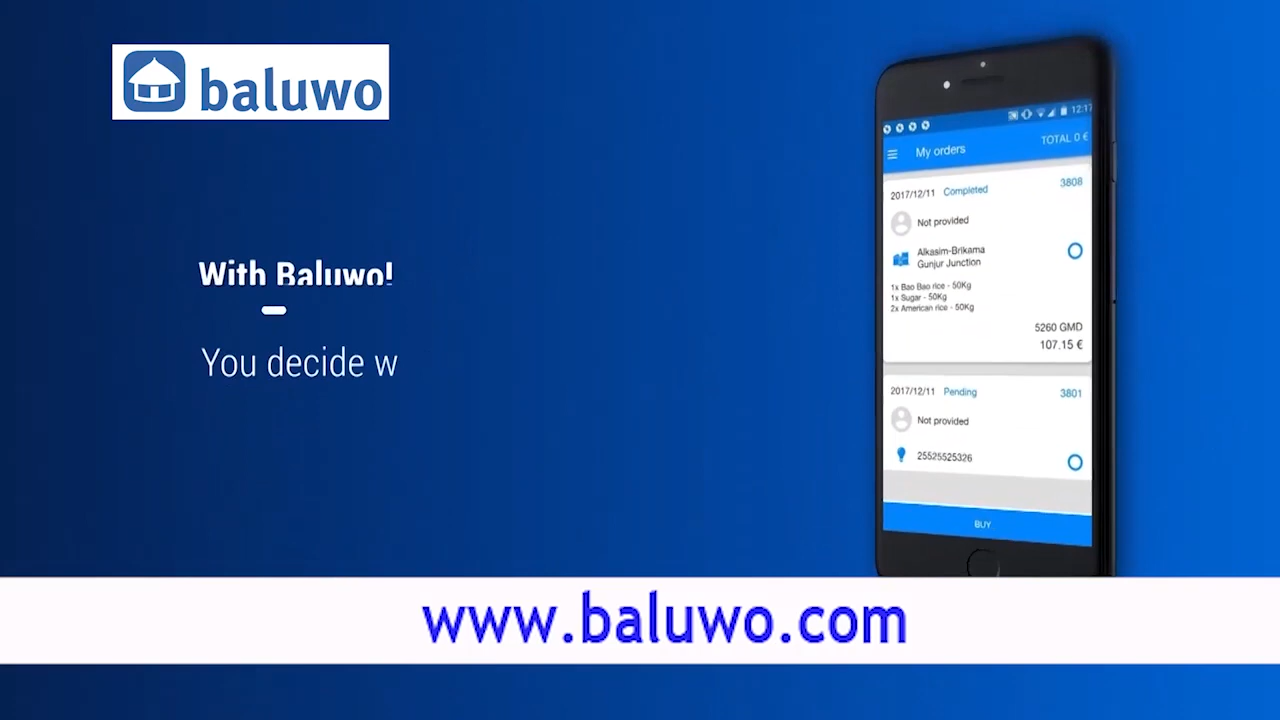 baluwo
With Baluwo!
You decide w
12:17
My orders
TOTAL 0 €
2017/12/11 Completed 3808
Not provided
Alkasim-Brikama
Gunjur Junction
1x Bao Bao rice - 50Kg
1x Sugar - 50Kg
2x American rice - 50Kg
5260 GMD
107.15 €
2017/12/11 Pending 3801
Not provided
25525525326
BUY
www.baluwo.com